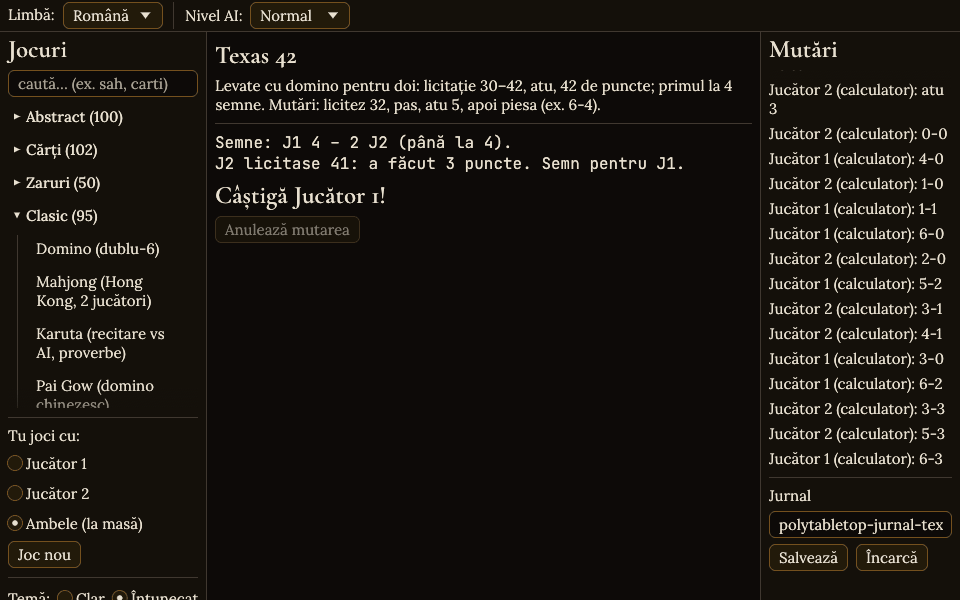 Limbă:
Română
Nivel AI:
Normal
Jocuri
caută... (ex. sah, carti)
Abstract (100)
Cărți (102)
Zaruri (50)
Clasic (95)
Domino (dublu-6)
Mahjong (Hong
Kong, 2 jucători)
Karuta (recitare vs
AI, proverbe)
Pai Gow (domino
chinezesc)
Tu joci cu:
Jucător 1
Jucător 2
Ambele (la masă)
Joc nou
Temă:
Clar
Întunecat
Texas 42
Levate cu domino pentru doi: licitație 30–42, atu, 42 de puncte; primul la 4
semne. Mutări: licitez 32, pas, atu 5, apoi piesa (ex. 6-4).
Semne: J1 4 – 2 J2 (până la 4).
J2 licitase 41: a făcut 3 puncte. Semn pentru J1.
Câștigă Jucător 1!
Anulează mutarea
Mutări
Jucător 2 (calculator): atu
3
Jucător 2 (calculator): 0-0
Jucător 1 (calculator): 4-0
Jucător 2 (calculator): 1-0
Jucător 1 (calculator): 1-1
Jucător 1 (calculator): 6-0
Jucător 2 (calculator): 2-0
Jucător 1 (calculator): 5-2
Jucător 2 (calculator): 3-1
Jucător 2 (calculator): 4-1
Jucător 1 (calculator): 3-0
Jucător 1 (calculator): 6-2
Jucător 2 (calculator): 3-3
Jucător 2 (calculator): 5-3
Jucător 1 (calculator): 6-3
Jurnal
polytabletop-jurnal-tex
Salvează
Încarcă